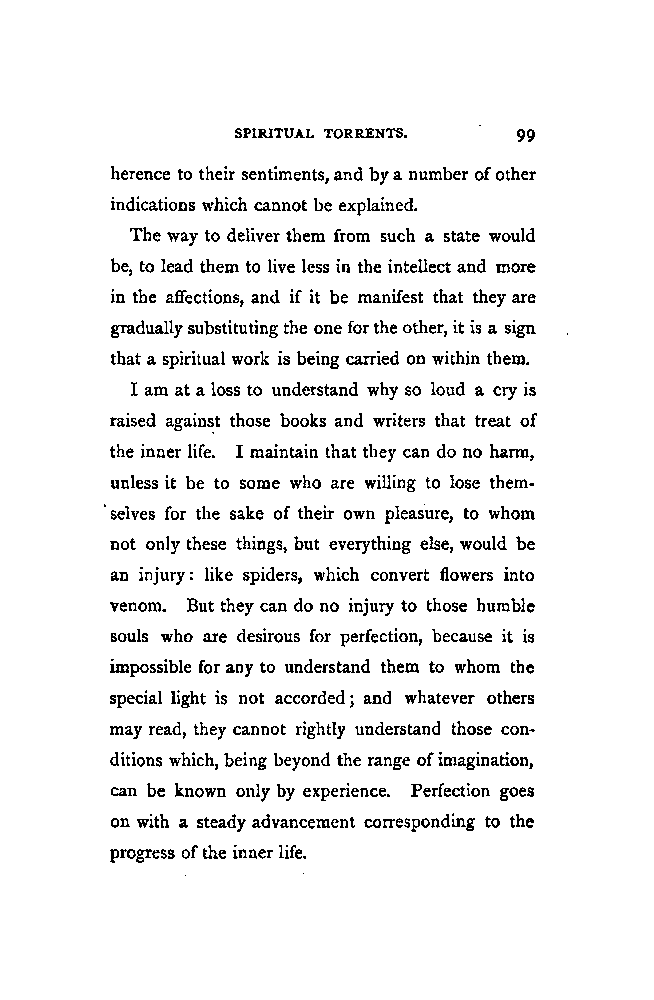 SPIRITUAL TORRENTS. 99
herence to their sentiments, and by a number of other
indications which cannot be explained.
The way to deliver them from such a state would
be, to lead them to live less in the intellect and more
in the affections, and if it be manifest that they are
gradually substituting the one for the other, it is a sign
that a spiritual work is being carried on within them.
I am at a loss to understand why so loud a cry is
raised against those books and writers that treat of
the inner life. I maintain that they can do no harm,
unless it be to some who are willing to lose them-
selves for the sake of their own pleasure, to whom
not only these things, but everything else, would be
an injury: like spiders, which convert flowers into
venom. But they can do no injury to those humble
souls who are desirous for perfection, because it is
impossible for any to understand them to whom the
special light is not accorded; and whatever others
may read, they cannot rightly understand those con-
ditions which, being beyond the range of imagination,
can be known only by experience. Perfection goes
on with a steady advancement corresponding to the
progress of the inner life.